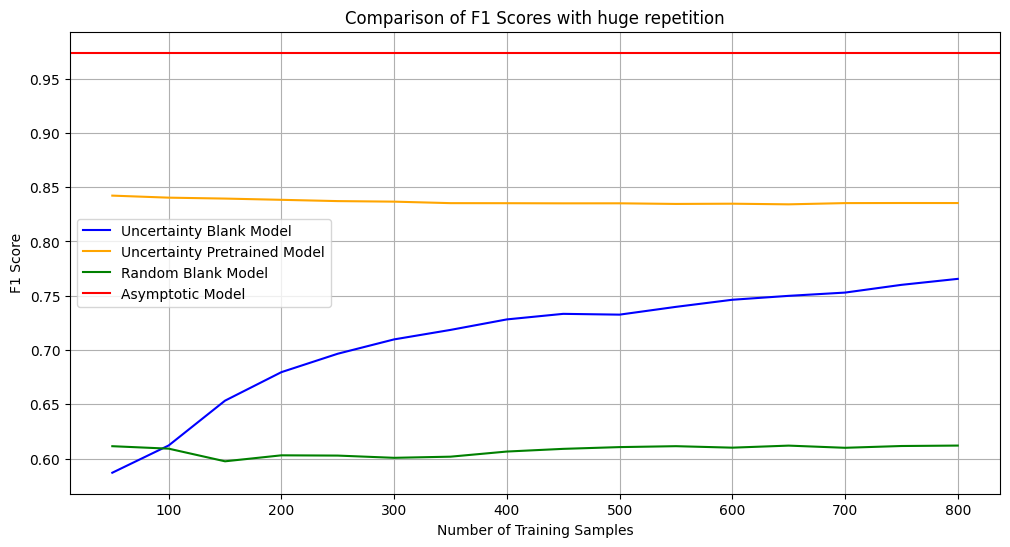 Comparison of F1 Scores with huge repetition
0.95
0.90
0.85
0.80
0.75
0.70
0.65
0.60
F1 Score
Uncertainty Blank Model
Uncertainty Pretrained Model
Random Blank Model
Asymptotic Model
100 200 300 400 500 600 700 800
Number of Training Samples